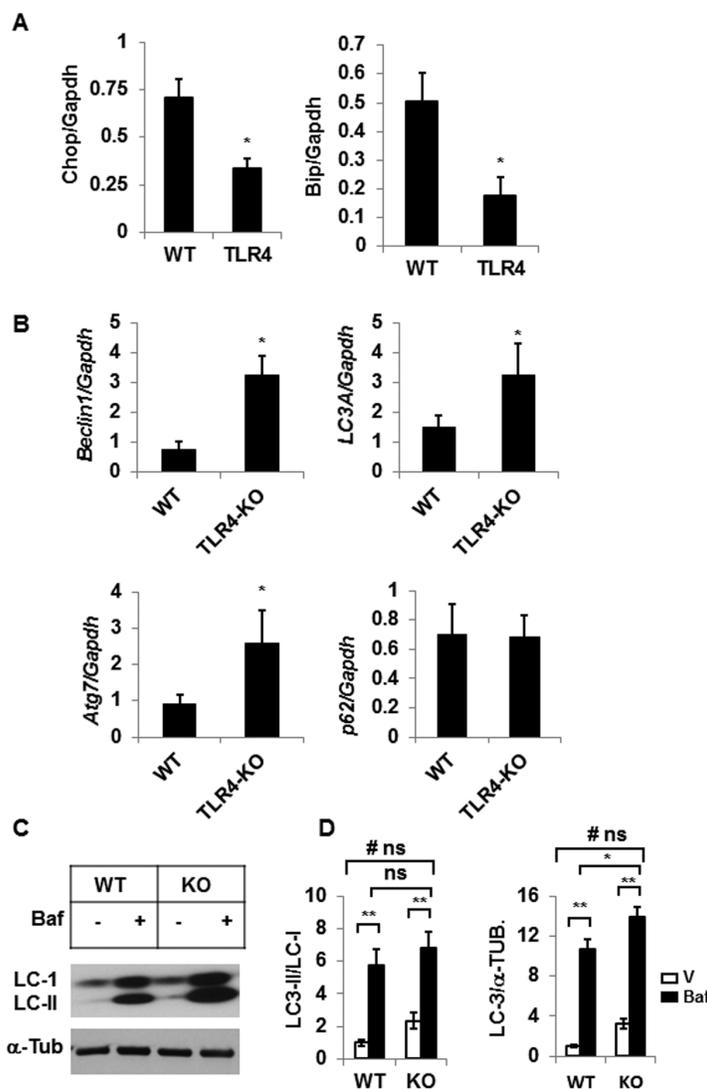 A
Chop/Gapdh
1
0.75
0.5
0.25
0
*
WT
TLR4
Bip/Gapdh
0.7
0.6
0.5
0.4
0.3
0.2
0.1
0
*
WT
TLR4
B
Beclin1/Gapdh
5
4
3
2
1
0
*
WT
TLR4-KO
LC3A/Gapdh
5
4
3
2
1
0
*
WT
TLR4-KO
Atg7/Gapdh
4
3
2
1
0
*
WT
TLR4-KO
p62/Gapdh
1
0.8
0.6
0.4
0.2
0
WT
TLR4-KO
C
WT KO
Baf - + - +
LC-1
LC-II
α-Tub
D
# ns
ns
** **
LC3-II/LC-I
10
8
6
4
2
0
WT KO
# ns
*
** **
LC-3/α-TUB.
16
12
8
4
0
WT KO
V
Baf